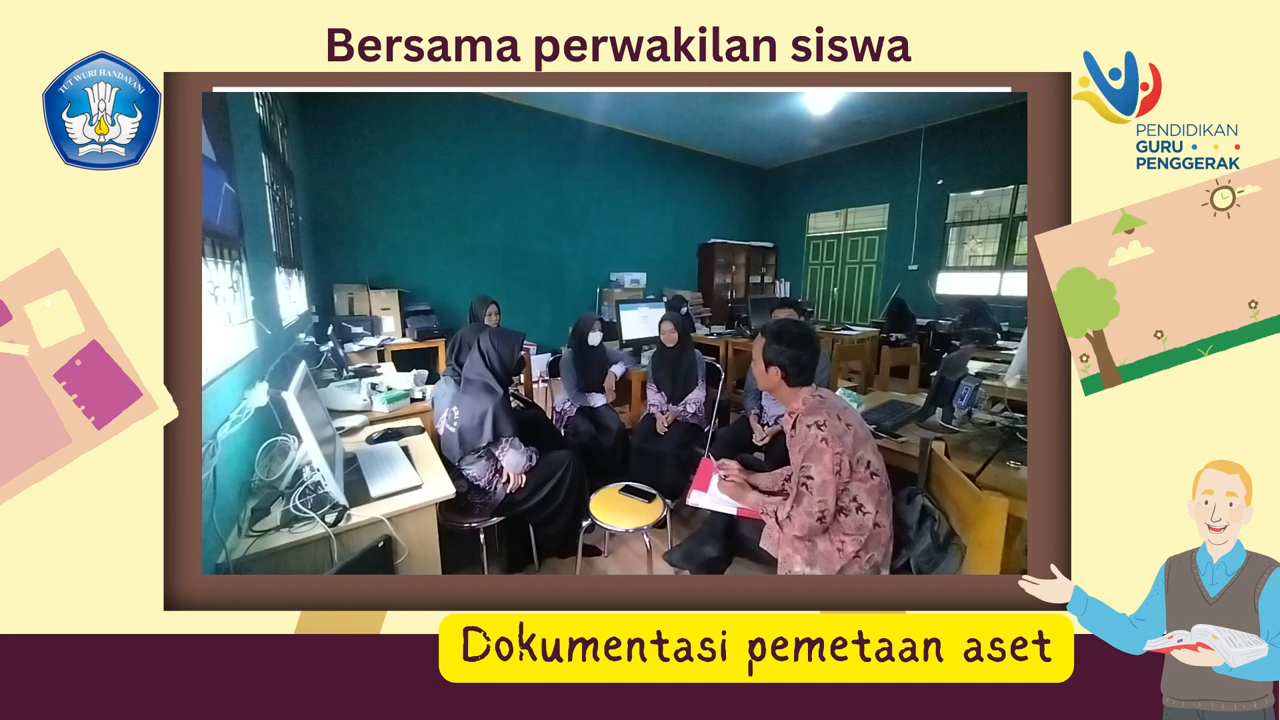 Bersama perwakilan siswa
TUT WURI HANDAYANI
PENDIDIKAN
GURU
PENGGERAK
Dokumentasi pemetaan aset